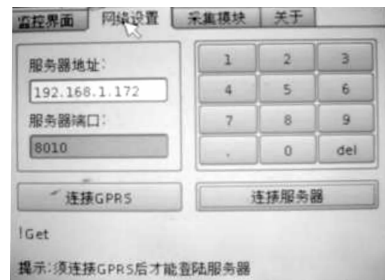 监控界面 网络设置 采集模块 关于
服务器地址:
192.168.1.172
服务器端口:
8010
1 2 3
4 5 6
7 8 9
. 0 del
连接GPRS 连接服务器
!Get
提示:须连接GPRS后才能登陆服务器